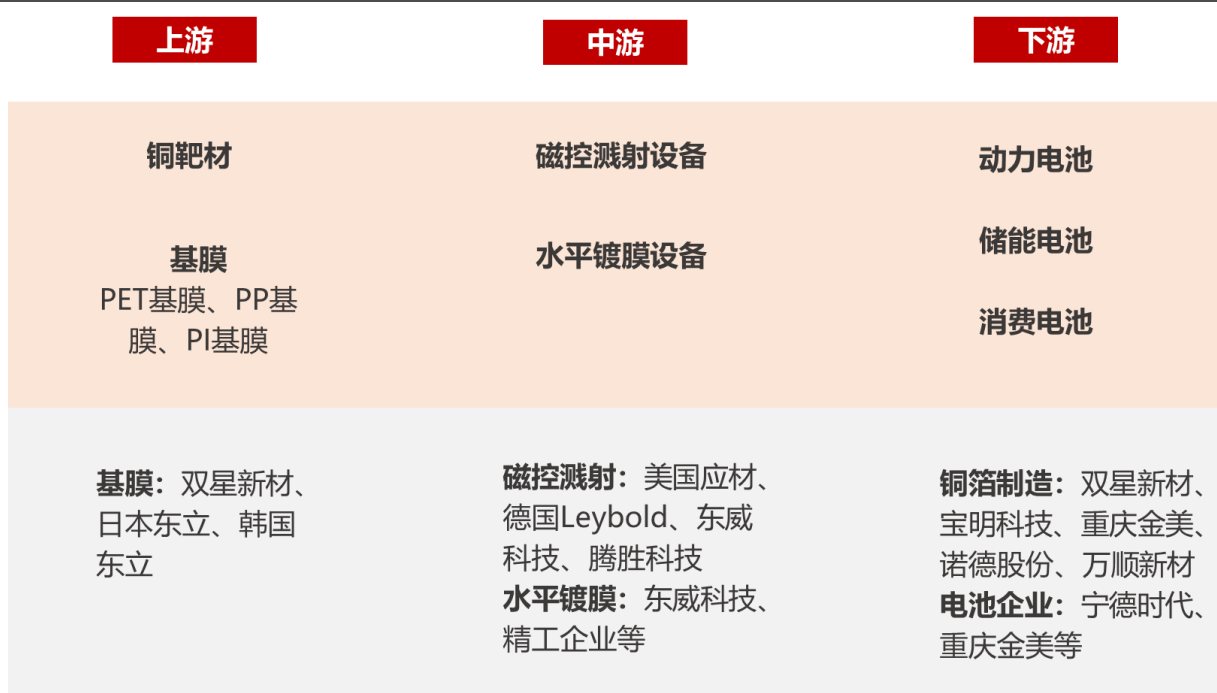 上游
中游
下游
铜靶材
基膜
PET基膜、PP基
膜、PI基膜
磁控溅射设备
水平镀膜设备
动力电池
储能电池
消费电池
基膜：双星新材、
日本东立、韩国
东立
磁控溅射：美国应材、
德国Leybold、东威
科技、腾胜科技
水平镀膜：东威科技、
精工企业等
铜箔制造：双星新材、
宝明科技、重庆金美、
诺德股份、万顺新材
电池企业：宁德时代、
重庆金美等